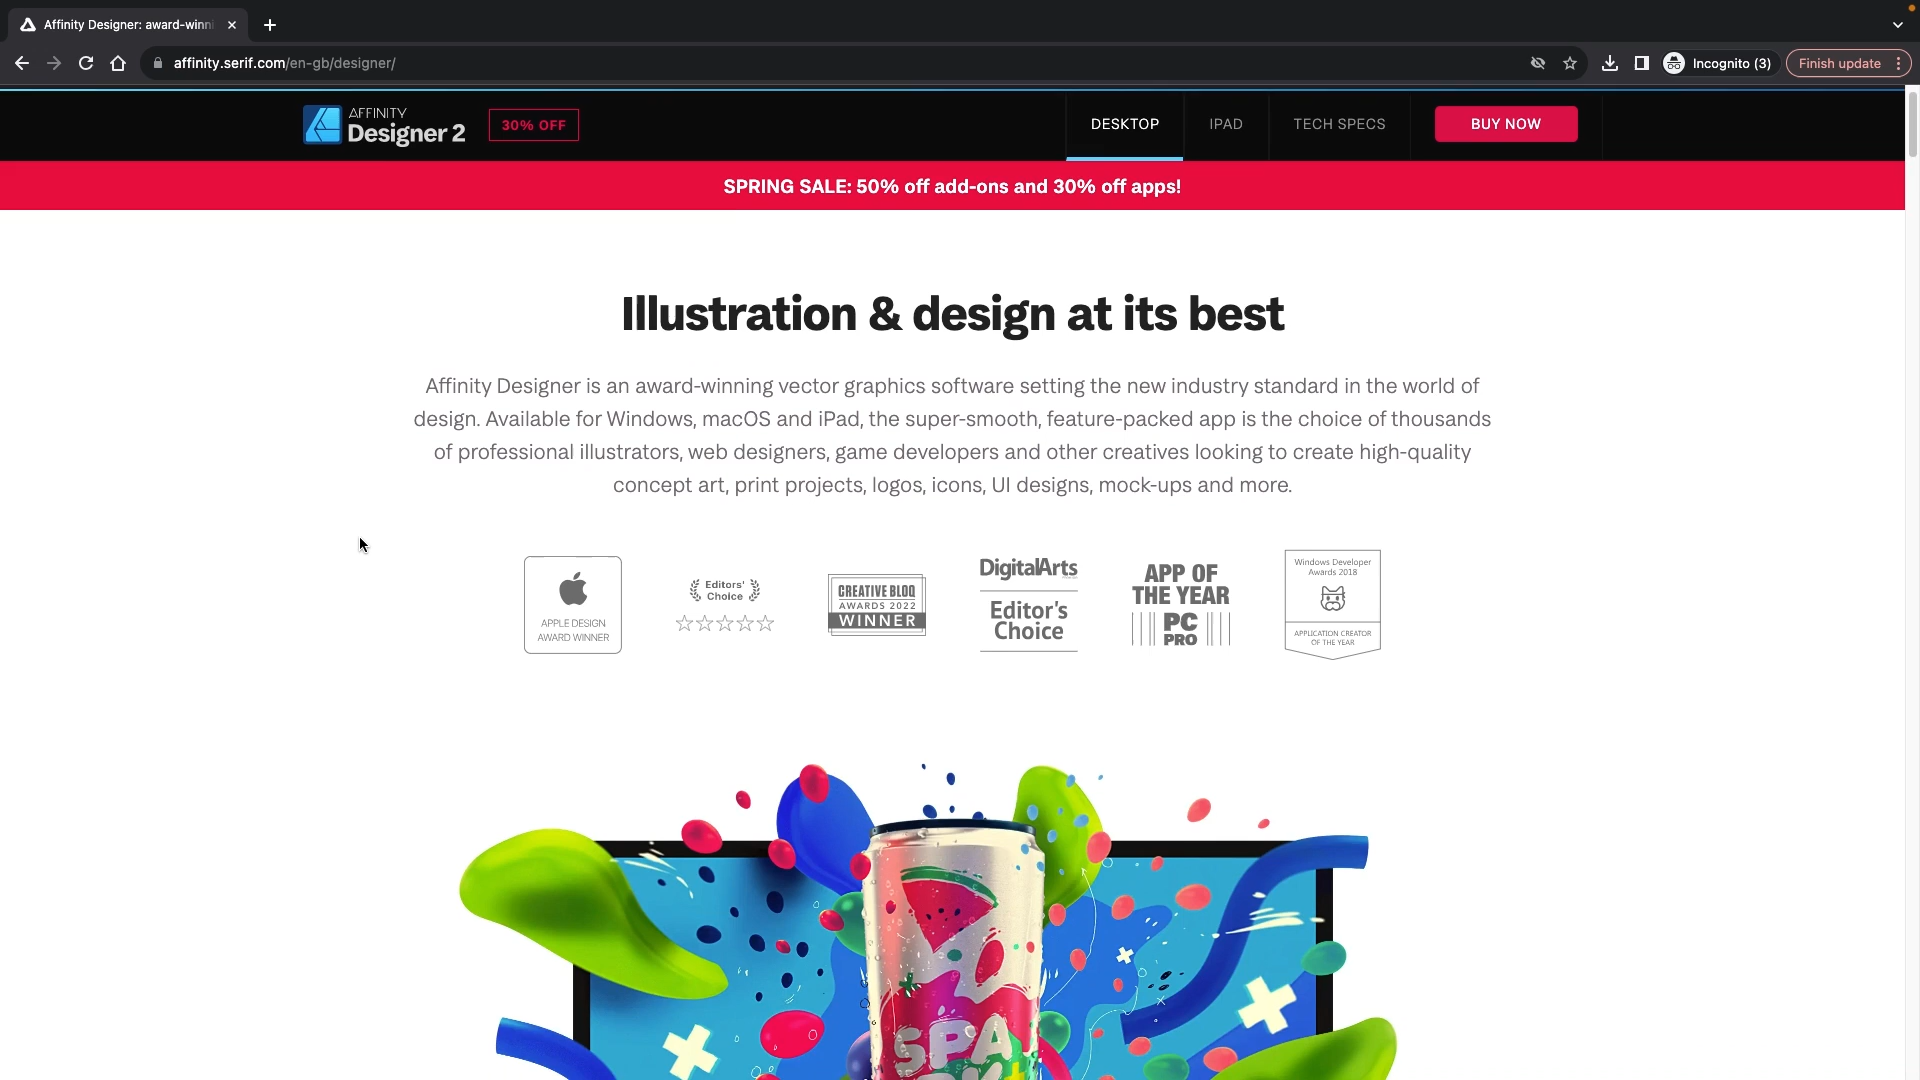 Affinity Designer: award-winni
affinity.serif.com/en-gb/designer/
Incognito (3)
Finish update
AFFINITY
Designer 2
30% OFF
DESKTOP
IPAD
TECH SPECS
BUY NOW
SPRING SALE: 50% off add-ons and 30% off apps!
Illustration & design at its best
Affinity Designer is an award-winning vector graphics software setting the new industry standard in the world of
design. Available for Windows, macOS and iPad, the super-smooth, feature-packed app is the choice of thousands
of professional illustrators, web designers, game developers and other creatives looking to create high-quality
concept art, print projects, logos, icons, UI designs, mock-ups and more.
APPLE DESIGN
AWARD WINNER
Editors'
Choice
CREATIVE BLOQ
AWARDS 2022
WINNER
DigitalArts
Editor's
Choice
APP OF
THE YEAR
PC
PRO
Windows Developer
Awards 2018
APPLICATION CREATOR
OF THE YEAR
SPA